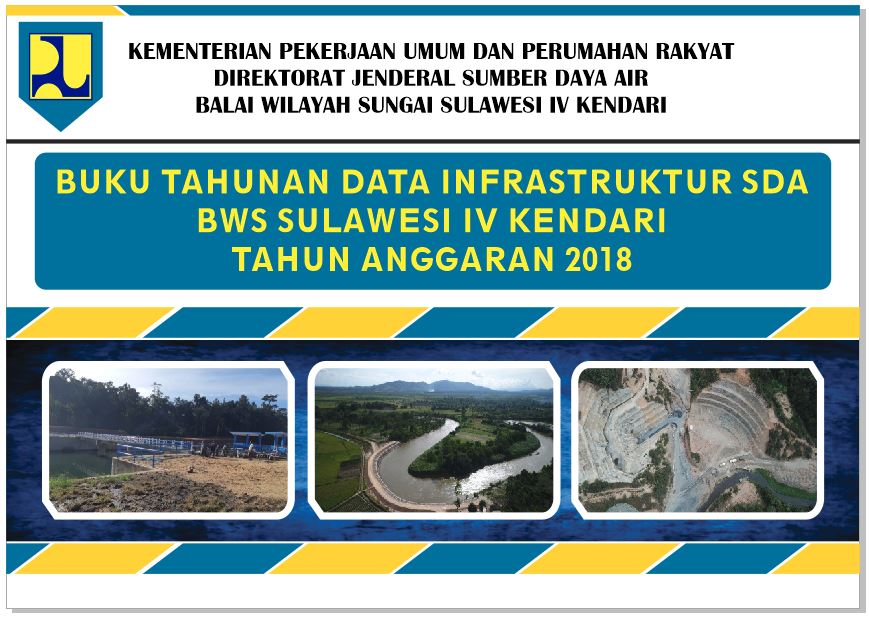 KEMENTERIAN PEKERJAAN UMUM DAN PERUMAHAN RAKYAT
DIREKTORAT JENDERAL SUMBER DAYA AIR
BALAI WILAYAH SUNGAI SULAWESI IV KENDARI
BUKU TAHUNAN DATA INFRASTRUKTUR SDA
BWS SULAWESI IV KENDARI
TAHUN ANGGARAN 2018